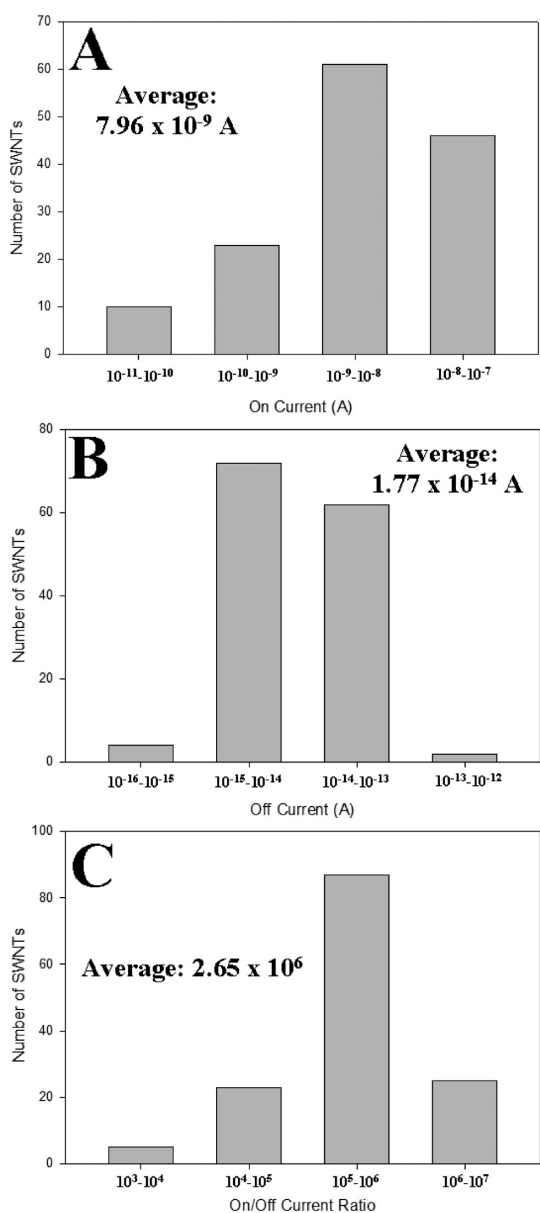 A
Average:
7.96 x 10⁻⁹ A
Number of SWNTs
70
60
50
40
30
20
10
0
10⁻¹¹-10⁻¹⁰ 10⁻¹⁰-10⁻⁹ 10⁻⁹-10⁻⁸ 10⁻⁸-10⁻⁷
On Current (A)
B
Average:
1.77 x 10⁻¹⁴ A
Number of SWNTs
80
60
40
20
0
10⁻¹⁶-10⁻¹⁵ 10⁻¹⁵-10⁻¹⁴ 10⁻¹⁴-10⁻¹³ 10⁻¹³-10⁻¹²
Off Current (A)
C
Average: 2.65 x 10⁶
Number of SWNTs
100
80
60
40
20
0
10³-10⁴ 10⁴-10⁵ 10⁵-10⁶ 10⁶-10⁷
On/Off Current Ratio